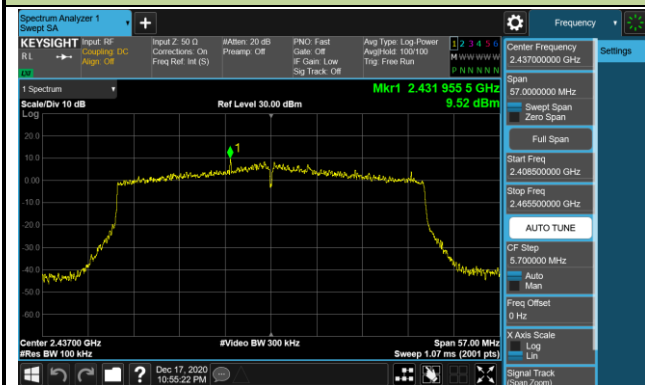 Spectrum Analyzer 1
Swept SA
+
Frequency
KEYSIGHT
RL
LXI
Input: RF
Coupling: DC
Align: Off
Input Z: 50 Ω
Corrections: On
Freq Ref: Int (S)
#Atten: 20 dB
Preamp: Off
PNO: Fast
Gate: Off
IF Gain: Low
Sig Track: Off
Avg Type: Log-Power
Avg|Hold: 100/100
Trig: Free Run
1 2 3 4 5 6
M W W W W W
P N N N N N
1 Spectrum
Scale/Div 10 dB
Log
Ref Level 30.00 dBm
Mkr1 2.431 955 5 GHz
9.52 dBm
1
20.0
10.0
0.00
-10.0
-20.0
-30.0
-40.0
-50.0
-60.0
Center 2.43700 GHz
#Res BW 100 kHz
#Video BW 300 kHz
Span 57.00 MHz
Sweep 1.07 ms (2001 pts)
Center Frequency
2.437000000 GHz
Settings
Span
57.0000000 MHz
Swept Span
Zero Span
Full Span
Start Freq
2.408500000 GHz
Stop Freq
2.465500000 GHz
AUTO TUNE
CF Step
5.700000 MHz
Auto
Man
Freq Offset
0 Hz
X Axis Scale
Log
Lin
Signal Track
(Span Zoom)
?
Dec 17, 2020
10:55:22 PM